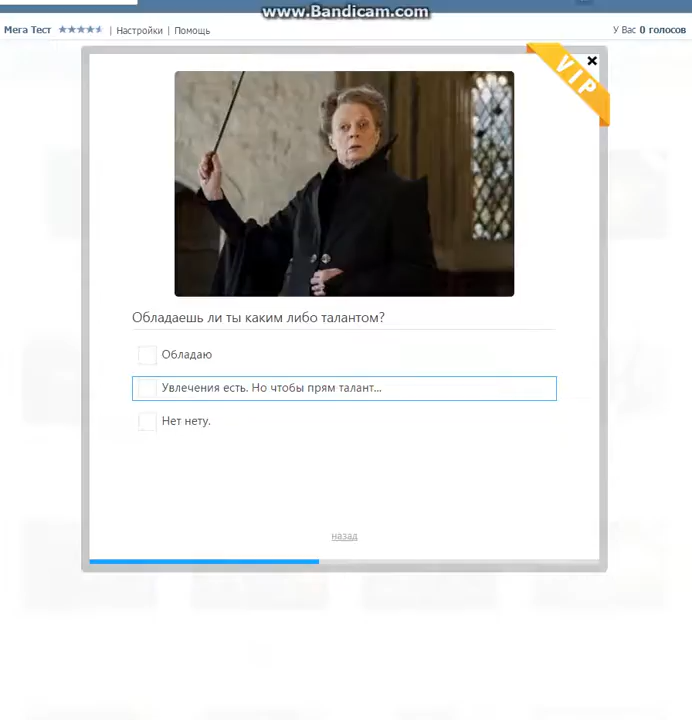 www.Bandicam.com
Мега Тест | Настройки | Помощь У Вас 0 голосов
VIP
Обладаешь ли ты каким либо талантом?
Обладаю
Увлечения есть. Но чтобы прям талант...
Нет нету.
назад